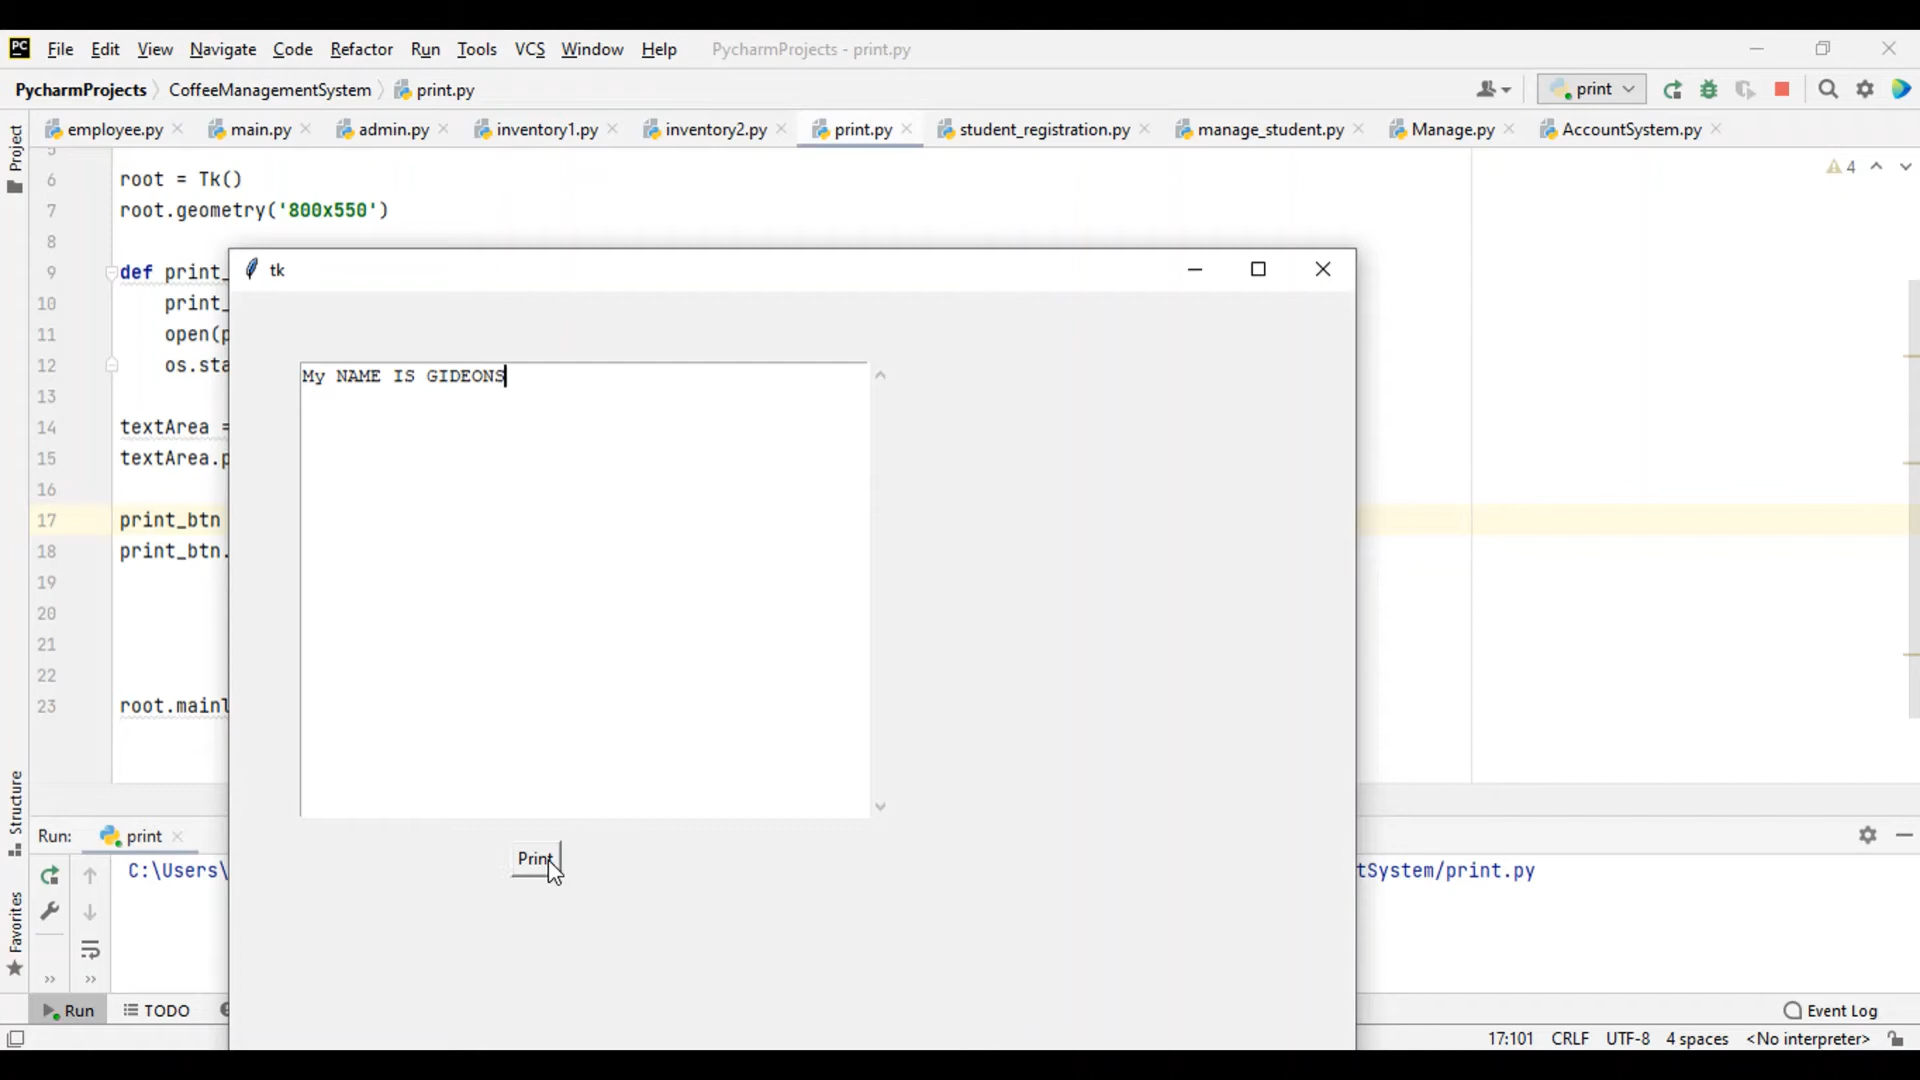 PC File Edit View Navigate Code Refactor Run Tools VCS Window Help PycharmProjects - print.py
PycharmProjects CoffeeManagementSystem print.py print
employee.py main.py admin.py inventory1.py inventory2.py print.py student_registration.py manage_student.py Manage.py AccountSystem.py
Project
5
6 root = Tk()
4
7 root.geometry('800x550')
8
9 def print_
10 print_
11 open(p
12 os.sta
13
14 textArea =
15 textArea.p
16
17 print_btn
18 print_btn.
19
20
21
22
23 root.mainl
tk
My NAME IS GIDEONS
Print
Structure
Favorites
Run: print
C:\Users\
tSystem/print.py
Run TODO
Event Log
17:101 CRLF UTF-8 4 spaces <No interpreter>